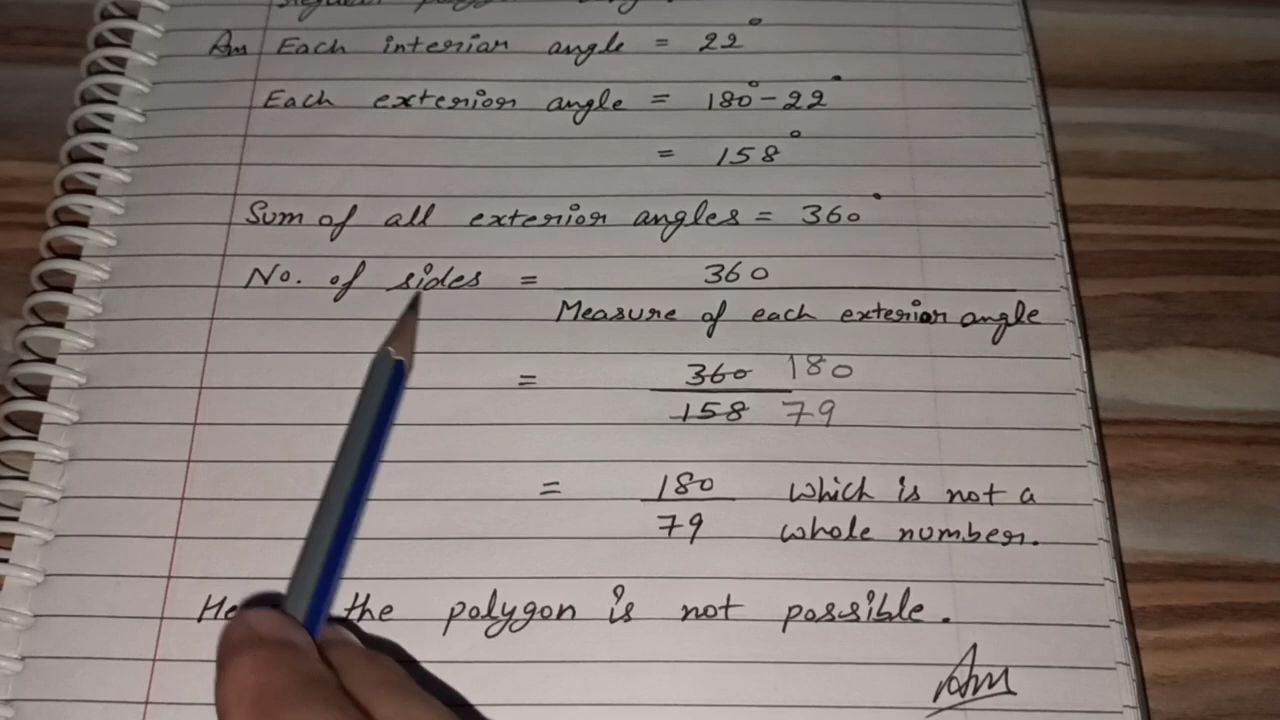 Ans Each interior angle = 22°
Each exterior angle = 180° - 22°
= 158°
Sum of all exterior angles = 360°
No. of sides = 360
Measure of each exterior angle
= 360 180
158 79
= 180 which is not a
79 whole number.
the polygon is not possible.
Ans